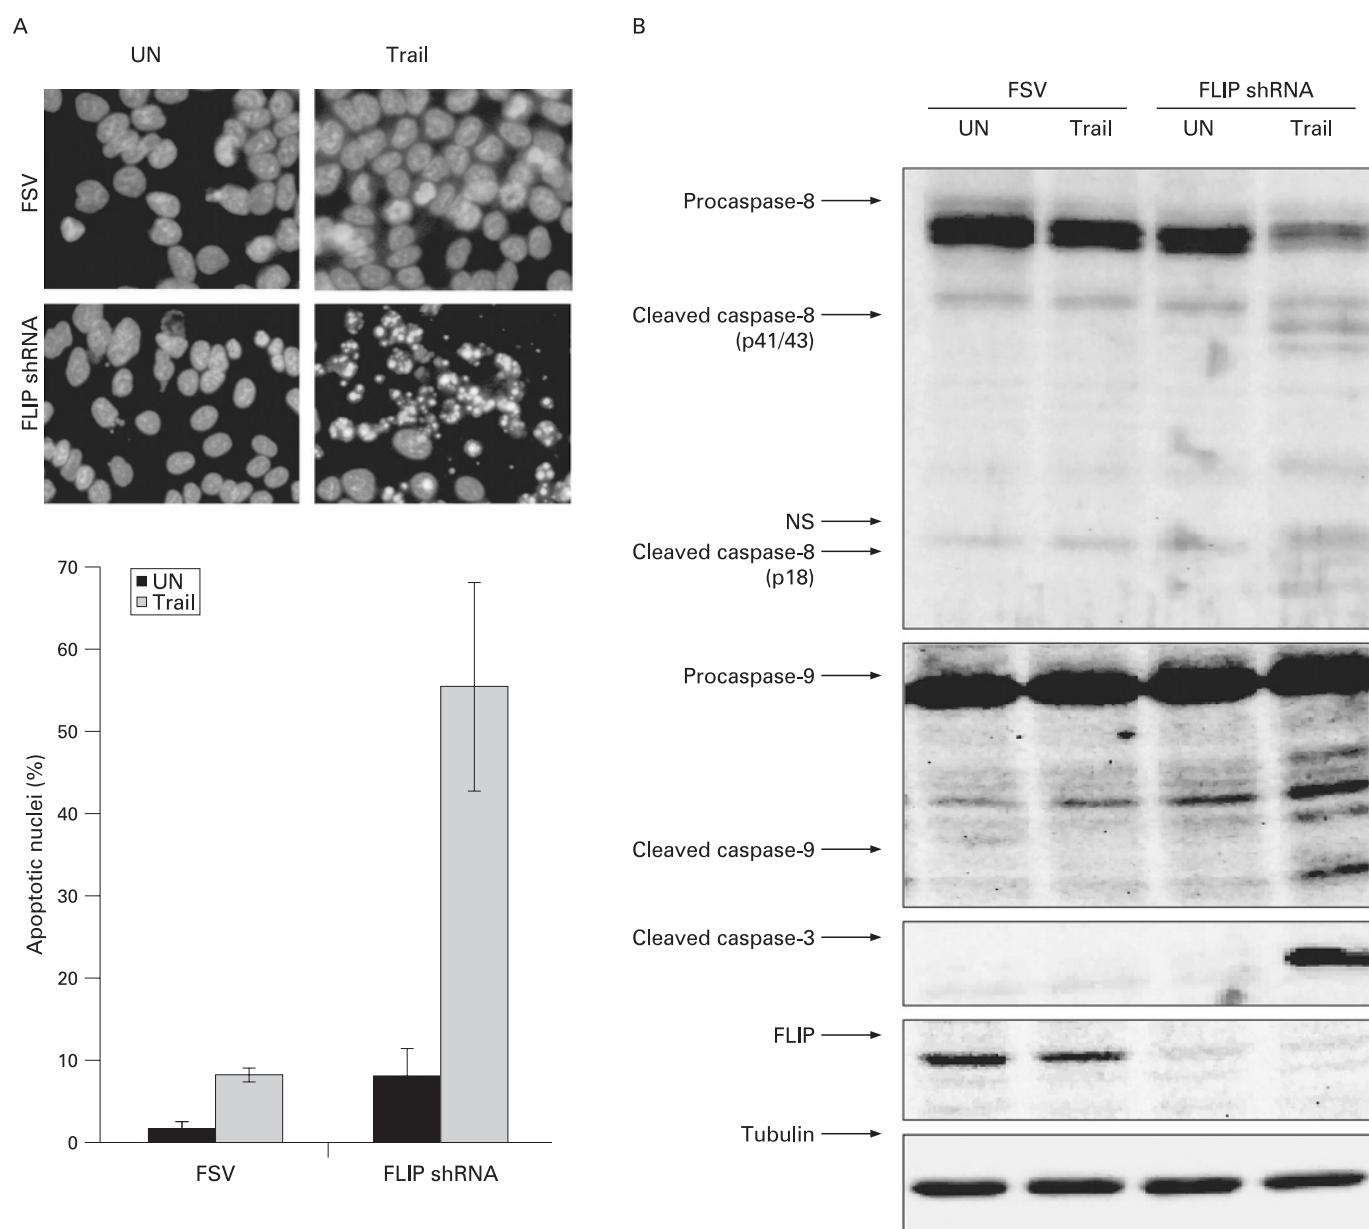 A
UN
Trail
FSV
FLIP shRNA
70
60
50
40
30
20
10
0
Apoptotic nuclei (%)
UN
Trail
FSV
FLIP shRNA
B
FSV
FLIP shRNA
UN
Trail
UN
Trail
Procaspase-8
Cleaved caspase-8
(p41/43)
NS
Cleaved caspase-8
(p18)
Procaspase-9
Cleaved caspase-9
Cleaved caspase-3
FLIP
Tubulin